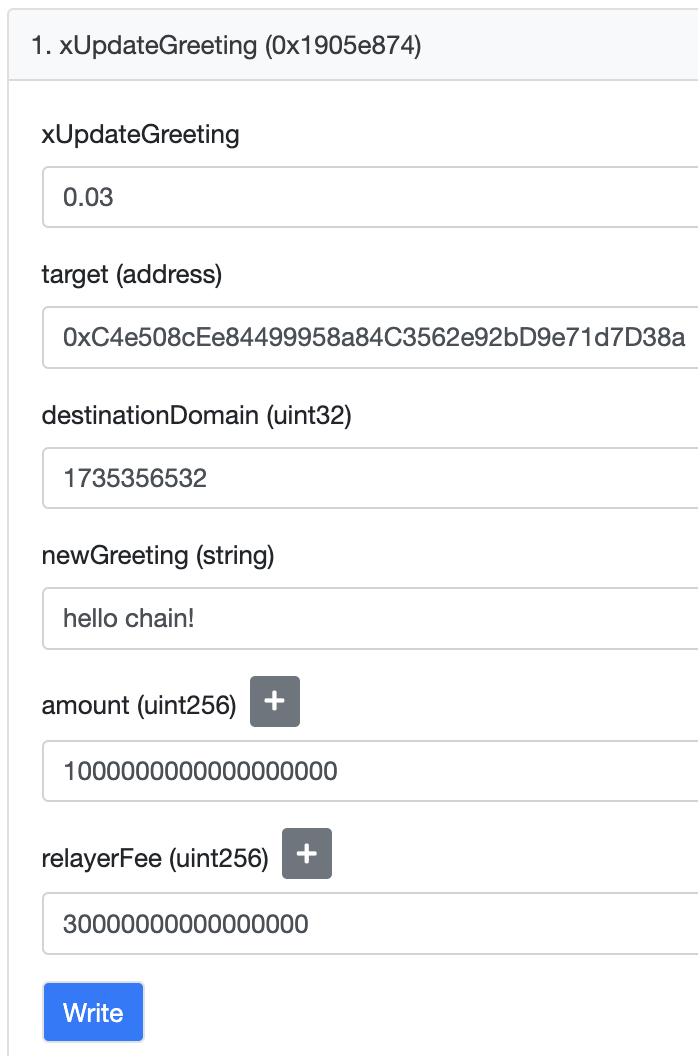 1. xUpdateGreeting (0x1905e874)
xUpdateGreeting
0.03
target (address)
0xC4e508cEe84499958a84C3562e92bD9e71d7D38a
destinationDomain (uint32)
1735356532
newGreeting (string)
hello chain!
amount (uint256) +
1000000000000000000
relayerFee (uint256) +
30000000000000000
Write